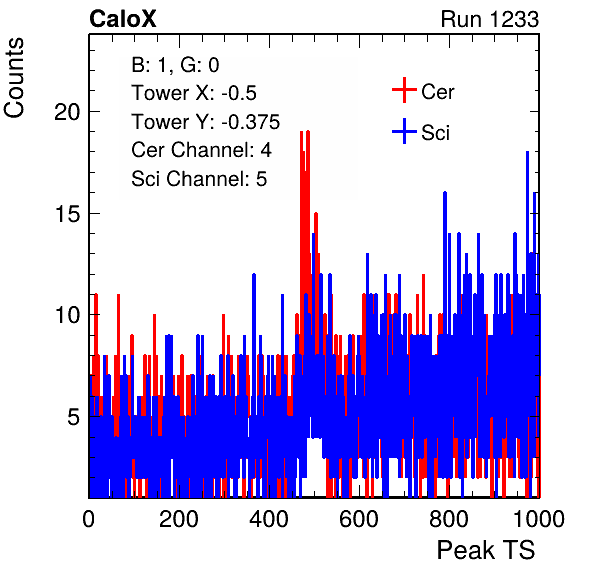 CaloX Run 1233
Counts
B: 1, G: 0
Tower X: -0.5
Tower Y: -0.375
Cer Channel: 4
Sci Channel: 5
Cer
Sci
20
15
10
5
0 200 400 600 800 1000
Peak TS